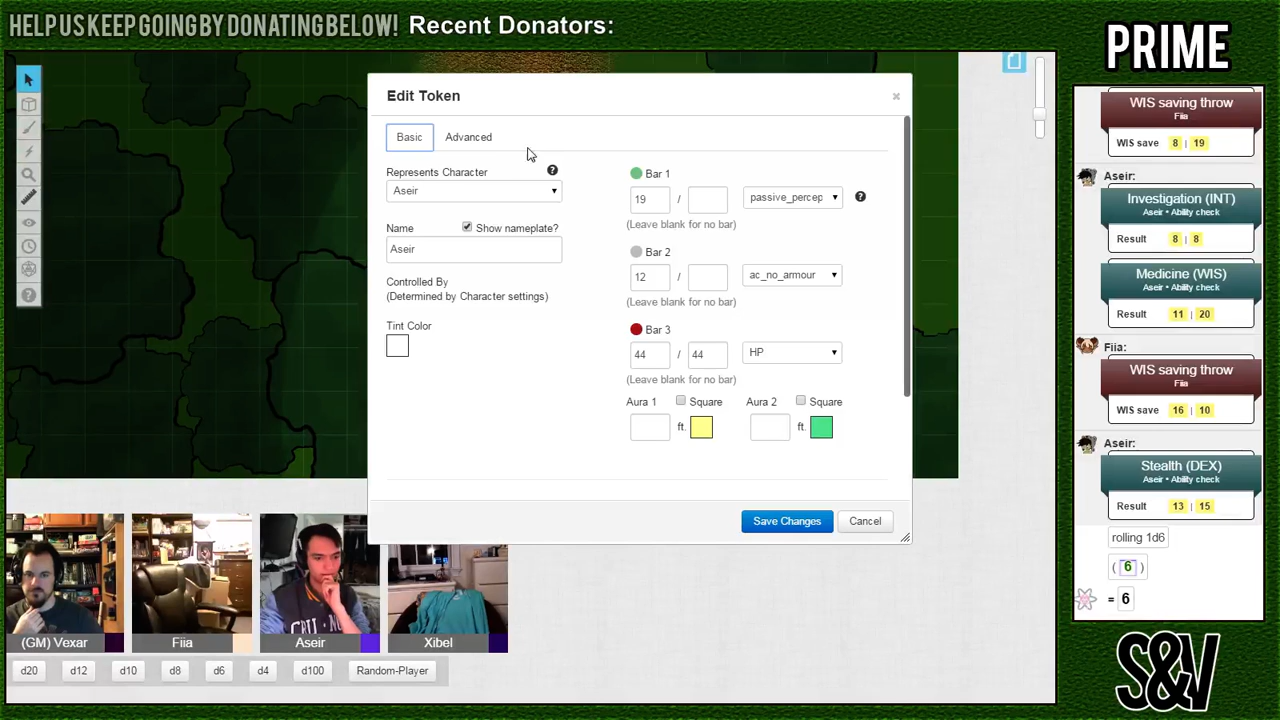 HELP US KEEP GOING BY DONATING BELOW! Recent Donators:
PRIME
Edit Token
×
Basic
Advanced
Represents Character
?
Aseir
Name
Show nameplate?
Aseir
Controlled By
(Determined by Character settings)
Tint Color
Bar 1
19 /
passive_percep
?
(Leave blank for no bar)
Bar 2
12 /
ac_no_armour
(Leave blank for no bar)
Bar 3
44 / 44
HP
(Leave blank for no bar)
Aura 1
Square
Aura 2
Square
ft.
ft.
Save Changes
Cancel
WIS saving throw
Fiia
WIS save 8 | 19
Aseir:
Investigation (INT)
Aseir • Ability check
Result 8 | 8
Medicine (WIS)
Aseir • Ability check
Result 11 | 20
Fiia:
WIS saving throw
Fiia
WIS save 16 | 10
Aseir:
Stealth (DEX)
Aseir • Ability check
Result 13 | 15
rolling 1d6
( 6 )
= 6
(GM) Vexar
Fiia
Aseir
Xibel
d20
d12
d10
d8
d6
d4
d100
Random-Player
S&V